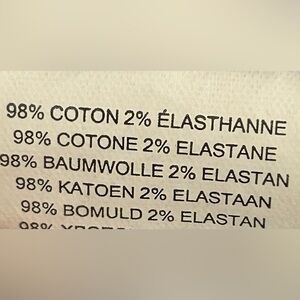 98% COTON 2% ÉLASTHANNE
98% COTONE 2% ELASTANE
98% BAUMWOLLE 2% ELASTAN
98% KATOEN 2% ELASTAAN
98% BOMULD 2% ELASTAN
98%